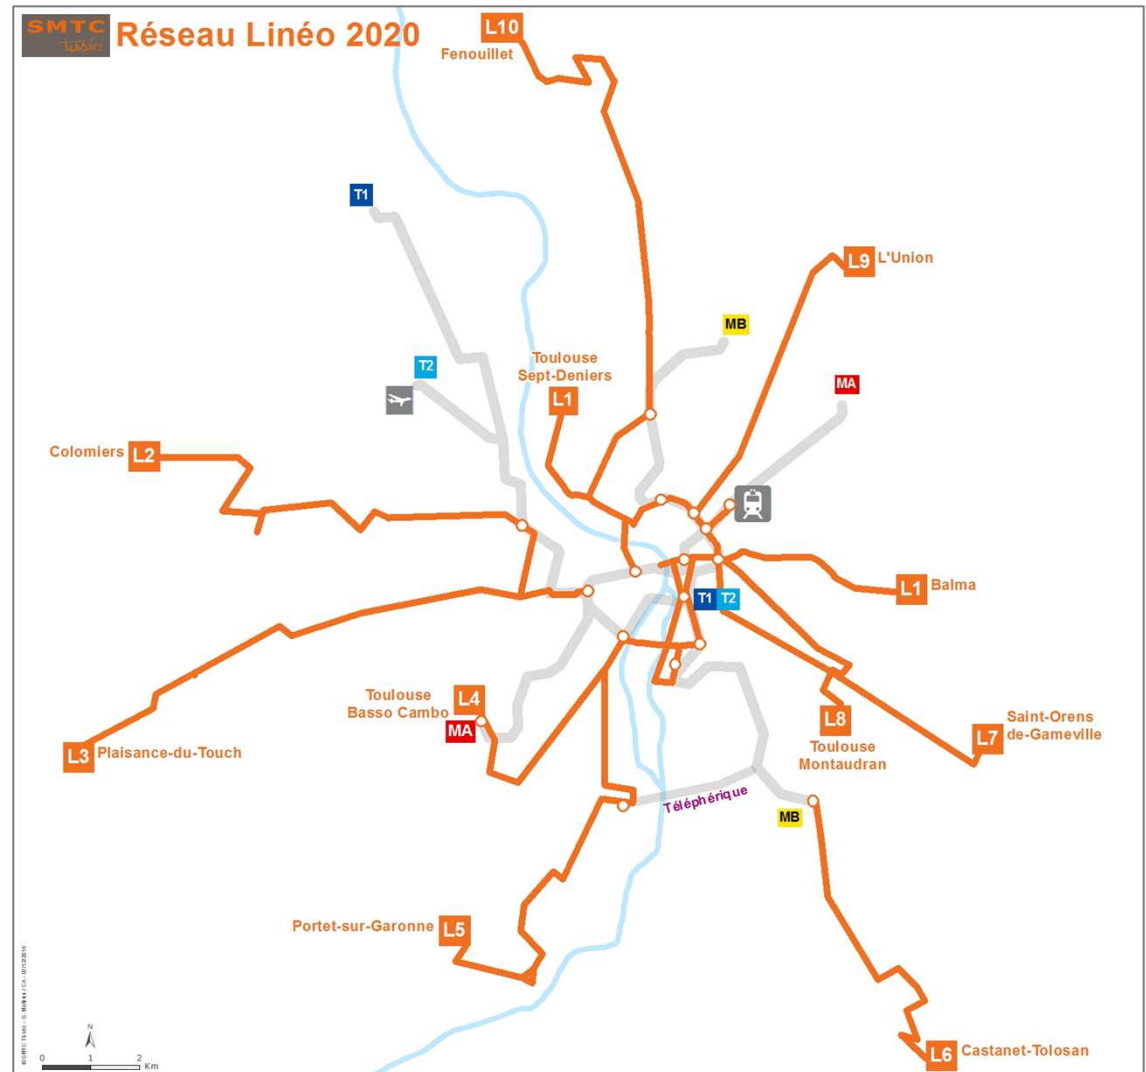 SMTC
tisséo
Réseau Linéo 2020
L10
Fenouillet
T1
L9
L'Union
MB
T2
Toulouse
Sept-Deniers
L1
MA
Colomiers
L2
T1
T2
L1
Balma
Toulouse
Basso Cambo
L4
MA
L3
Plaisance-du-Touch
L8
Toulouse
Montaudran
L7
Saint-Orens
de-Gameville
Téléphérique
MB
Portet-sur-Garonne
L5
L6
Castanet-Tolosan
N
0 1 2
Km